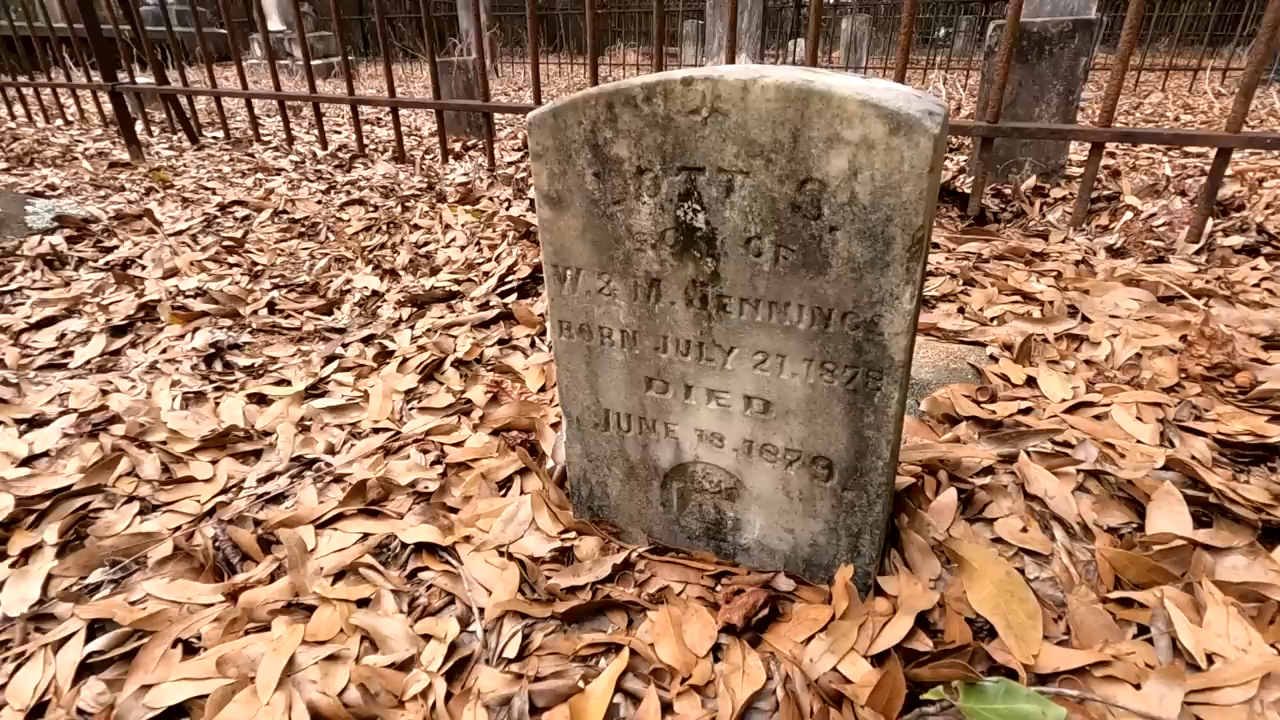 SON OF
W. & M. JENNINGS
BORN JULY 21, 1878
DIED
JUNE 18, 1879